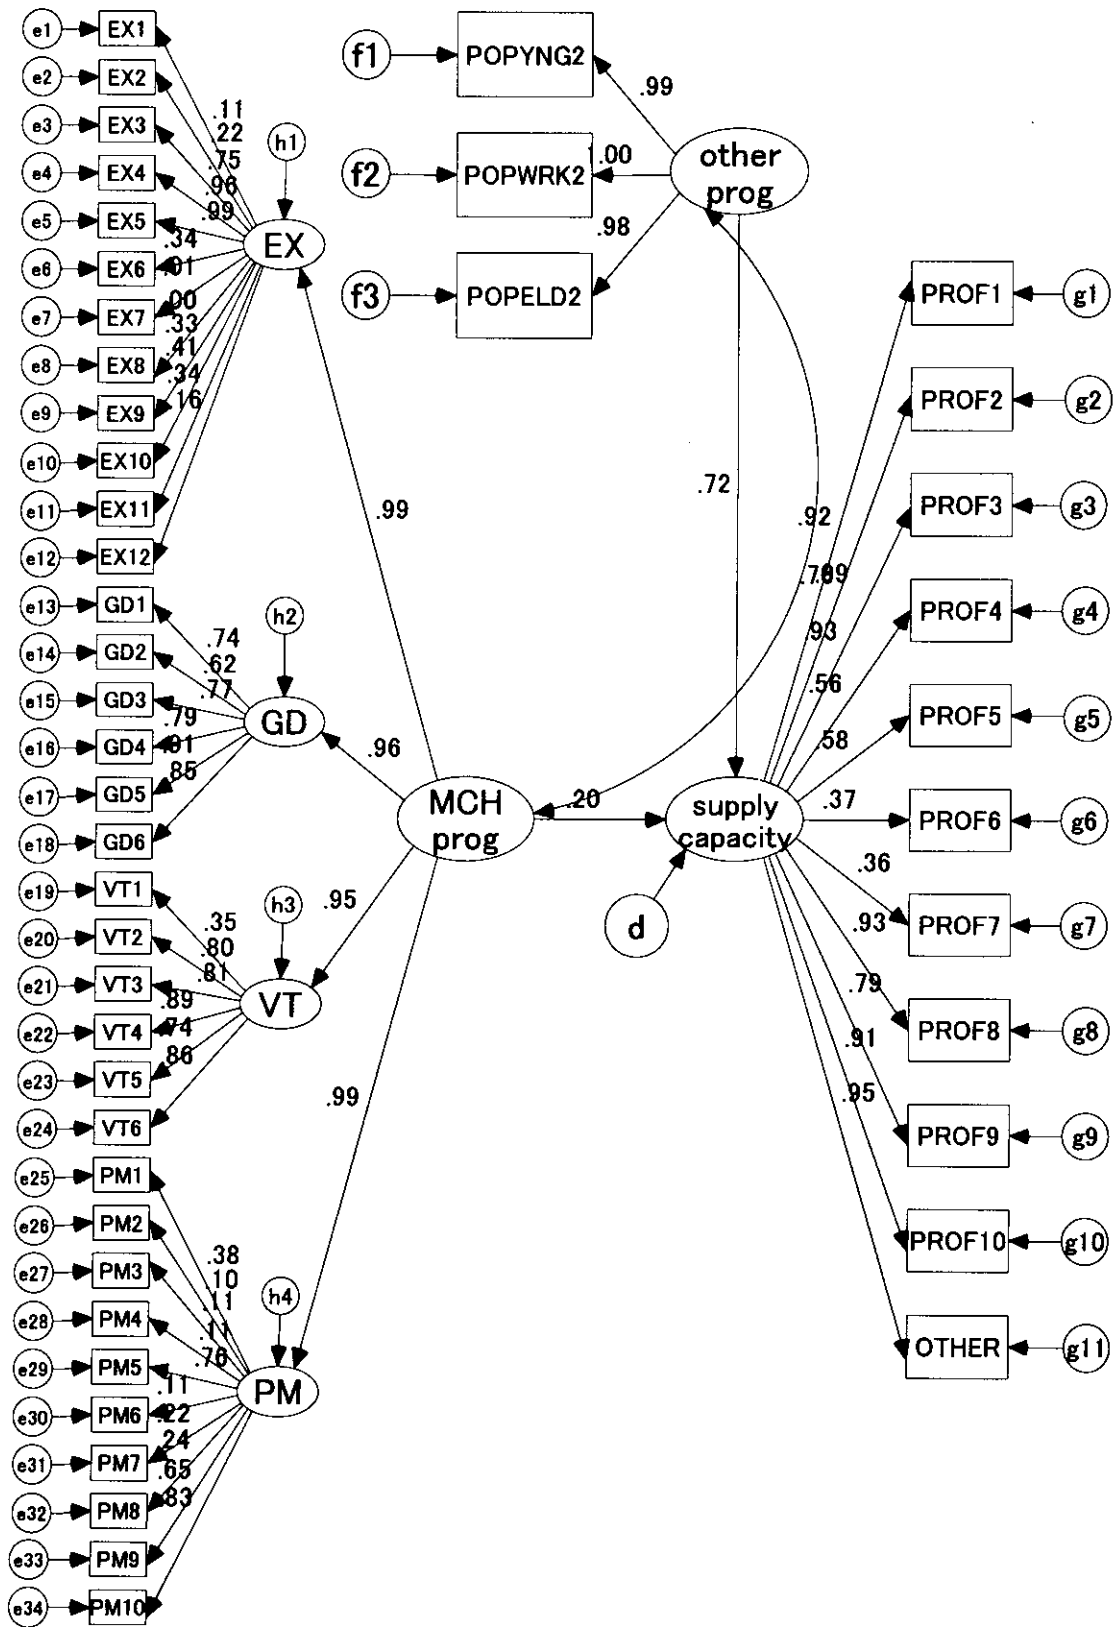 e1 EX1
e2 EX2
e3 EX3
e4 EX4
e5 EX5
e6 EX6
e7 EX7
e8 EX8
e9 EX9
e10 EX10
e11 EX11
e12 EX12
.11
.22
.75
.96
.99
.34
.01
.00
.33
.41
.34
.16
h1
EX
e13 GD1
e14 GD2
e15 GD3
e16 GD4
e17 GD5
e18 GD6
.74
.62
.77
.79
.85
h2
GD
e19 VT1
e20 VT2
e21 VT3
e22 VT4
e23 VT5
e24 VT6
.35
.80
.81
.89
.74
.86
h3
VT
e25 PM1
e26 PM2
e27 PM3
e28 PM4
e29 PM5
e30 PM6
e31 PM7
e32 PM8
e33 PM9
e34 PM10
.38
.10
.11
.11
.76
.11
.22
.24
.65
.83
h4
PM
.99
.96
.95
.99
MCH
prog
.20
f1 POPYNG2
f2 POPWRK2
f3 POPELD2
.99
1.00
.98
other
prog
.72
.92
supply
capacity
d
.93
.56
.58
.37
.36
.93
.79
.91
.95
PROF1 g1
PROF2 g2
PROF3 g3
PROF4 g4
PROF5 g5
PROF6 g6
PROF7 g7
PROF8 g8
PROF9 g9
PROF10 g10
OTHER g11